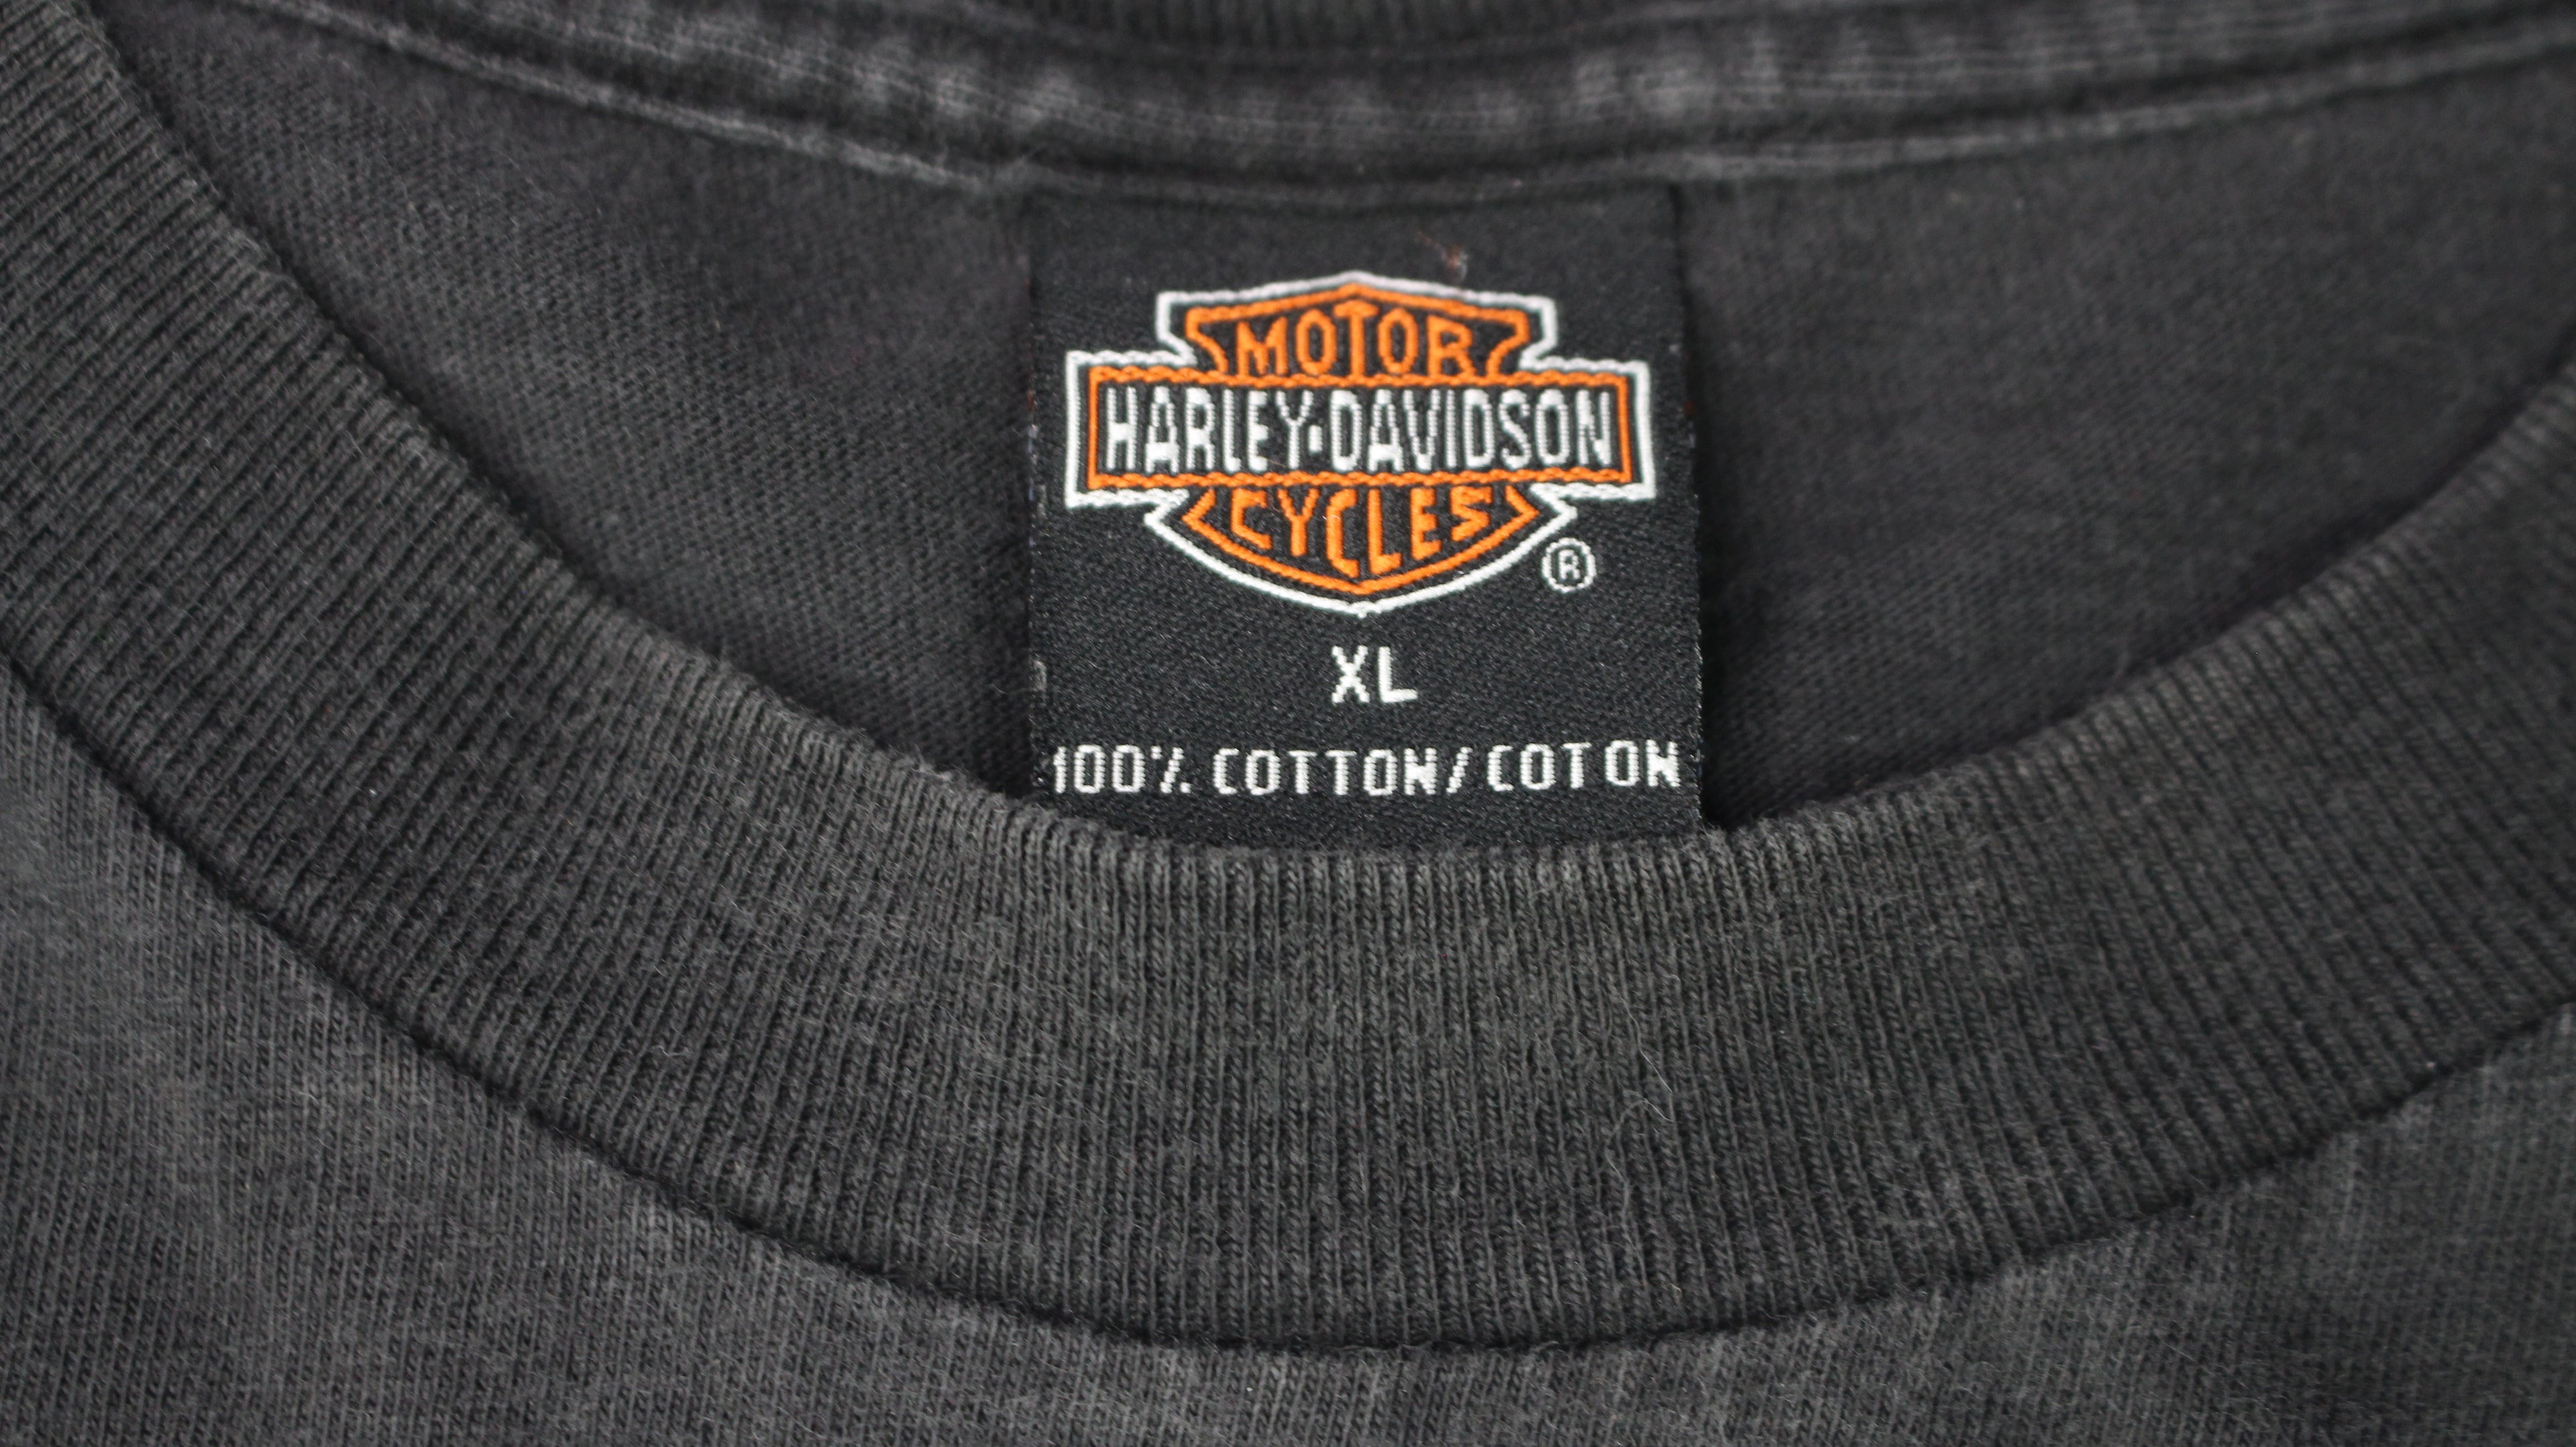 MOTOR
HARLEY-DAVIDSON
CYCLES
®
XL
100% COTTON/COTON